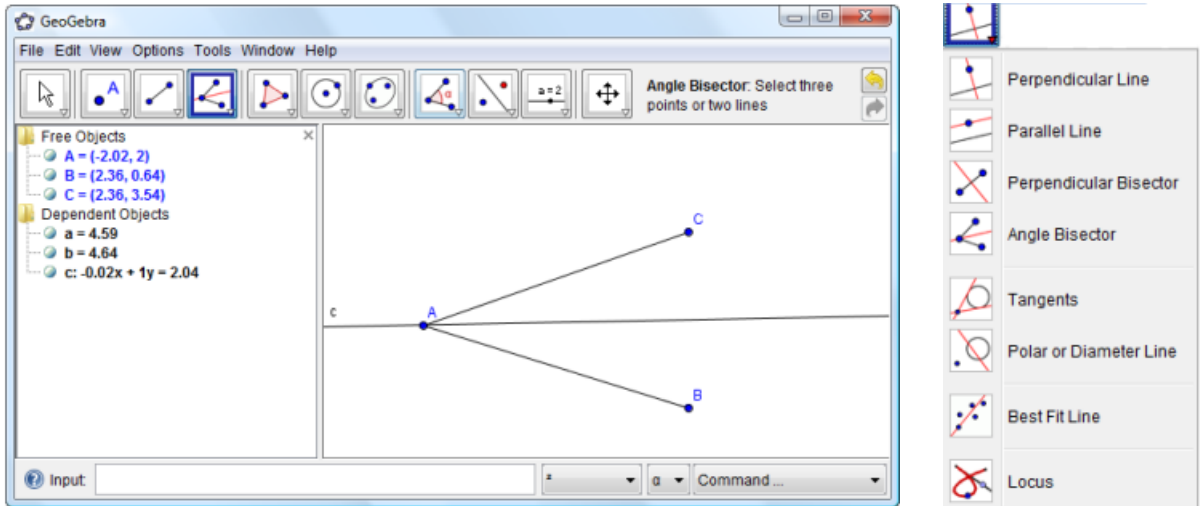 GeoGebra
File Edit View Options Tools Window Help
A
α
a = 2
Angle Bisector: Select three
points or two lines
Free Objects
A = (-2.02, 2)
B = (2.36, 0.64)
C = (2.36, 3.54)
Dependent Objects
a = 4.59
b = 4.64
c: -0.02x + 1y = 2.04
C
c
A
B
Input:
²
α
Command ...
Perpendicular Line
Parallel Line
Perpendicular Bisector
Angle Bisector
Tangents
Polar or Diameter Line
Best Fit Line
Locus